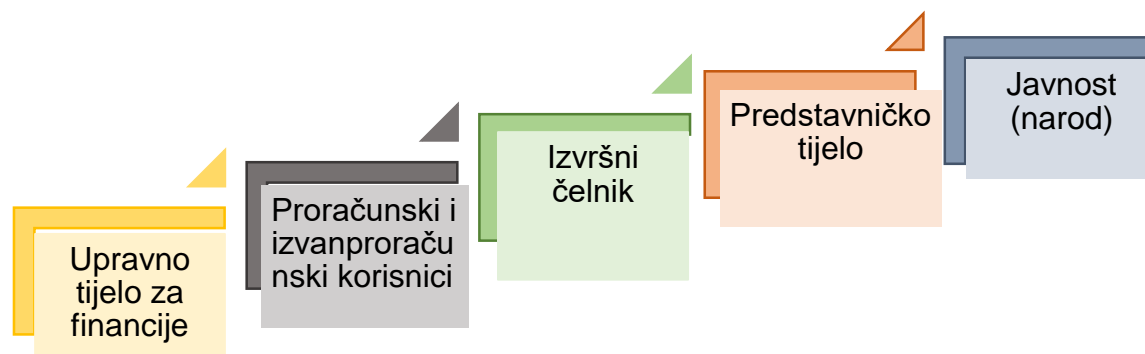 Upravno
tijelo za
financije
Proračunski i
izvanproraču
nski korisnici
Izvršni
čelnik
Predstavničko
tijelo
Javnost
(narod)